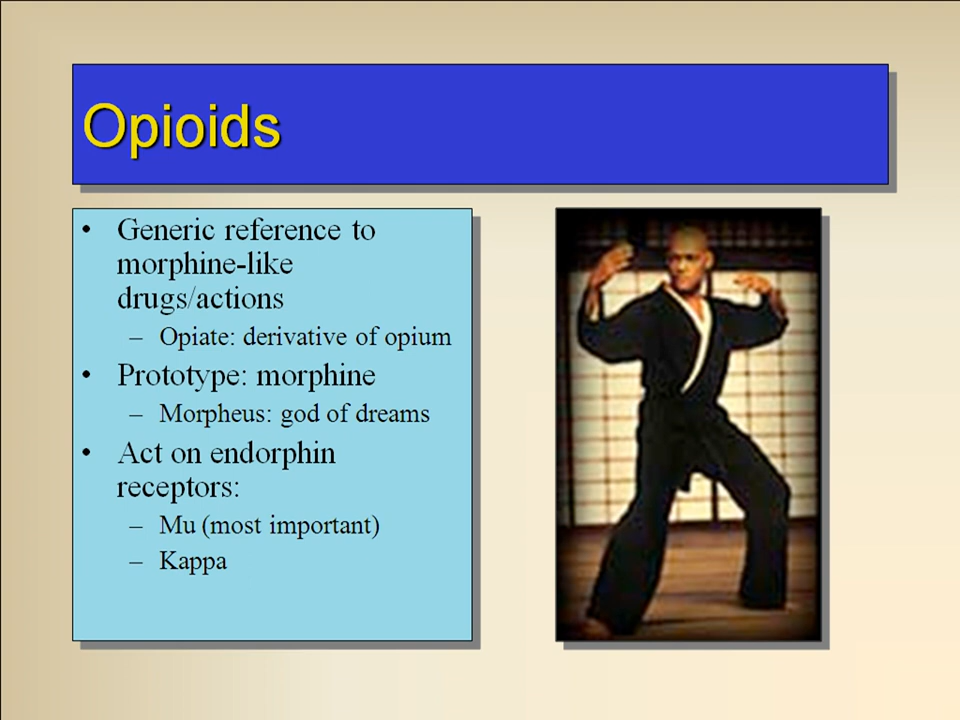 Opioids
• Generic reference to
morphine-like
drugs/actions
– Opiate: derivative of opium
• Prototype: morphine
– Morpheus: god of dreams
• Act on endorphin
receptors:
– Mu (most important)
– Kappa